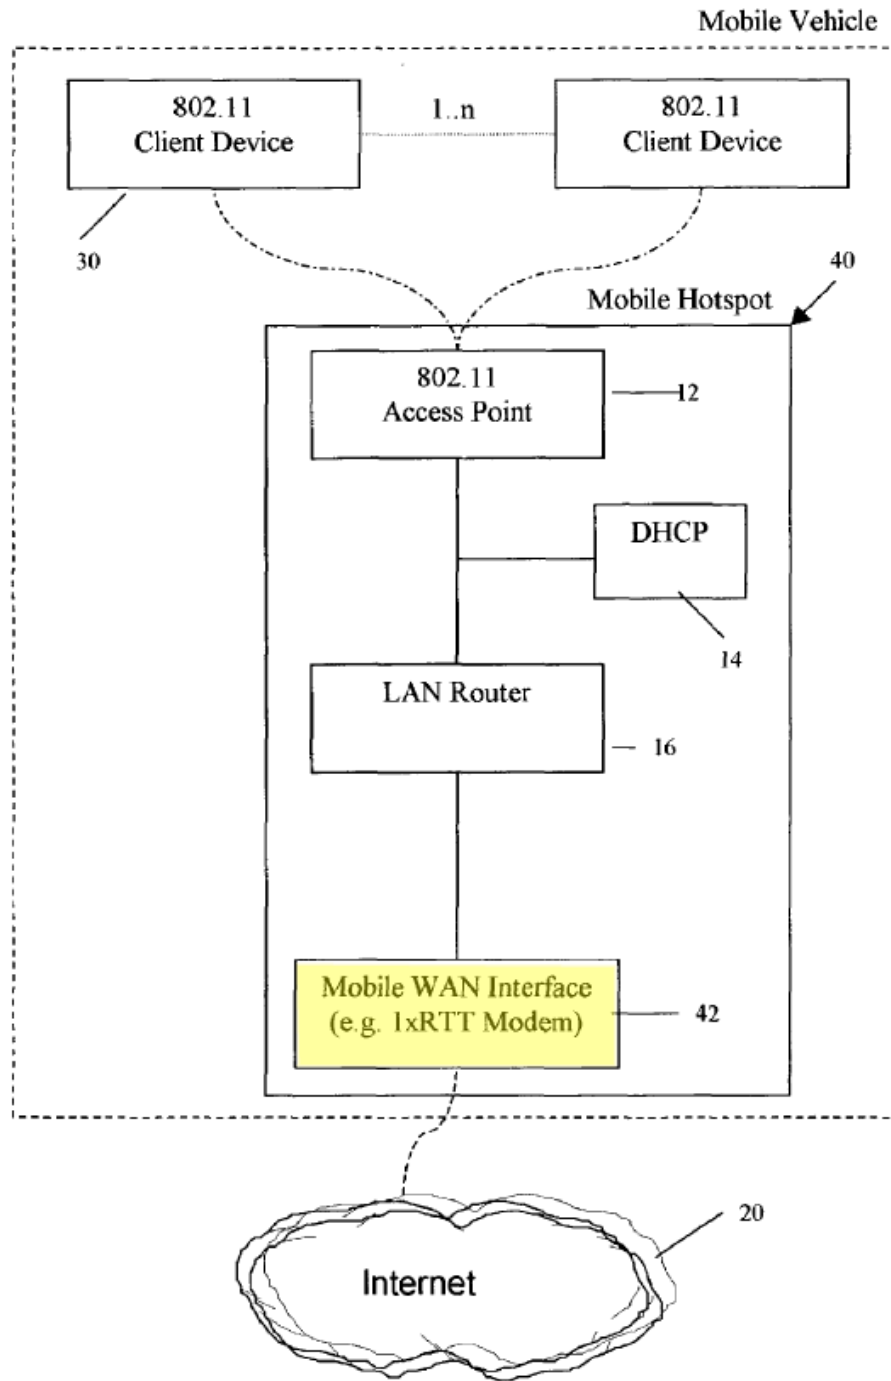 Mobile Vehicle
802.11
Client Device
1..n
802.11
Client Device
30
40
Mobile Hotspot
802.11
Access Point
12
DHCP
14
LAN Router
16
Mobile WAN Interface
(e.g. 1xRTT Modem)
42
20
Internet